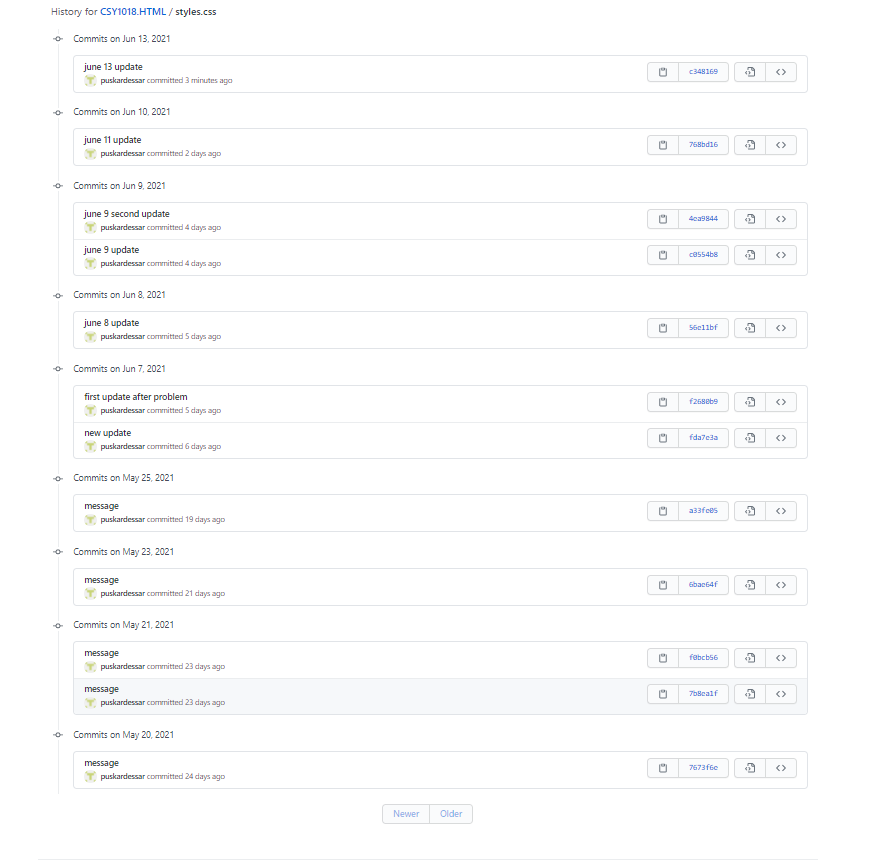 History for CSY1018.HTML / styles.css
Commits on Jun 13, 2021
june 13 update
c348169
puskardessar committed 3 minutes ago
Commits on Jun 10, 2021
june 11 update
768bd16
puskardessar committed 2 days ago
Commits on Jun 9, 2021
june 9 second update
4ea9844
puskardessar committed 4 days ago
june 9 update
c0554b8
puskardessar committed 4 days ago
Commits on Jun 8, 2021
june 8 update
56e11bf
puskardessar committed 5 days ago
Commits on Jun 7, 2021
first update after problem
f2680b9
puskardessar committed 5 days ago
new update
fda7e3a
puskardessar committed 6 days ago
Commits on May 25, 2021
message
a33fe05
puskardessar committed 19 days ago
Commits on May 23, 2021
message
6bae64f
puskardessar committed 21 days ago
Commits on May 21, 2021
message
f0bcb56
puskardessar committed 23 days ago
message
7b8ea1f
puskardessar committed 23 days ago
Commits on May 20, 2021
message
7673f6e
puskardessar committed 24 days ago
Newer Older